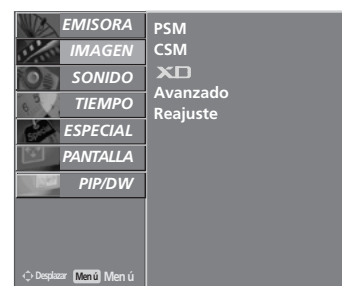 EMISORA
IMAGEN
SONIDO
TIEMPO
ESPECIAL
PANTALLA
PIP/DW
PSM
CSM
XD
Avanzado
Reajuste
Desplazar Menú Menú